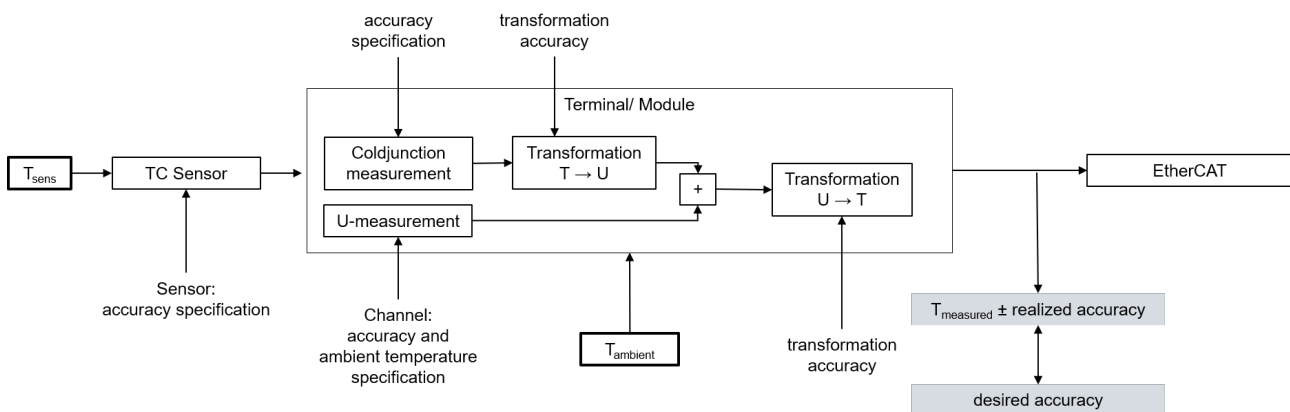 accuracy
specification
transformation
accuracy
Terminal/ Module
Coldjunction
measurement
Transformation
T → U
T_sens
TC Sensor
+
Transformation
U → T
EtherCAT
U-measurement
Sensor:
accuracy specification
Channel:
accuracy and
ambient temperature
specification
T_ambient
transformation
accuracy
T_measured ± realized accuracy
desired accuracy